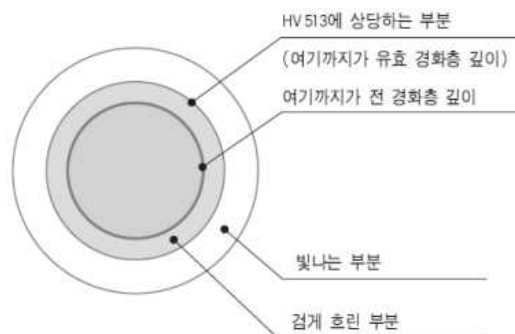 HV 513에 상당하는 부분
(여기까지가 유효 경화층 깊이)
여기까지가 전 경화층 깊이
빛나는 부분
검게 흐린 부분